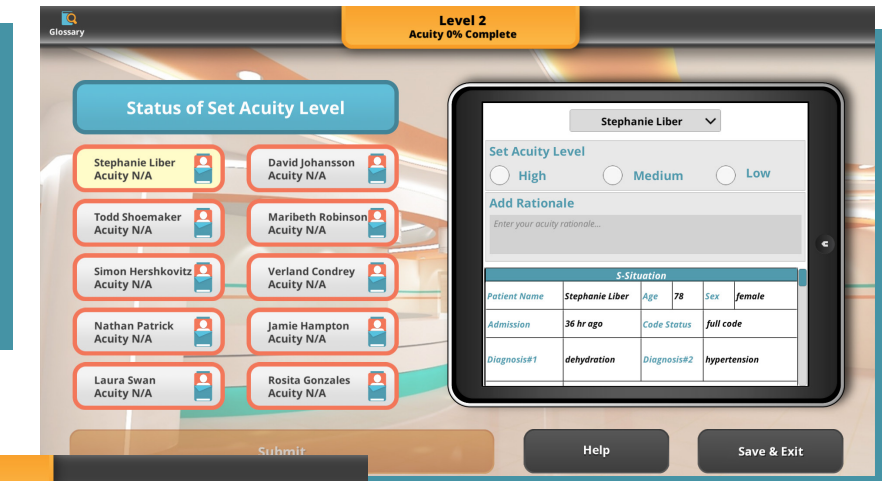 Glossary
Level 2
Acuity 0% Complete
Status of Set Acuity Level
Stephanie Liber
Acuity N/A
David Johansson
Acuity N/A
Todd Shoemaker
Acuity N/A
Maribeth Robinson
Acuity N/A
Simon Hershkovitz
Acuity N/A
Verland Condrey
Acuity N/A
Nathan Patrick
Acuity N/A
Jamie Hampton
Acuity N/A
Laura Swan
Acuity N/A
Rosita Gonzales
Acuity N/A
Submit
Stephanie Liber
Set Acuity Level
High Medium Low
Add Rationale
Enter your acuity rationale...
S-Situation
Patient Name Stephanie Liber Age 78 Sex female
Admission 36 hr ago Code Status full code
Diagnosis#1 dehydration Diagnosis#2 hypertension
Help
Save & Exit